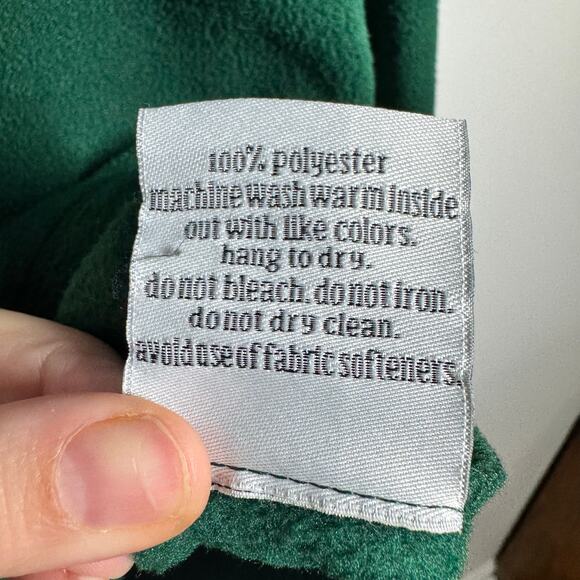 100% polyester
machine wash warm inside
out with like colors.
hang to dry.
do not bleach. do not iron.
do not dry clean.
avoid use of fabric softeners.